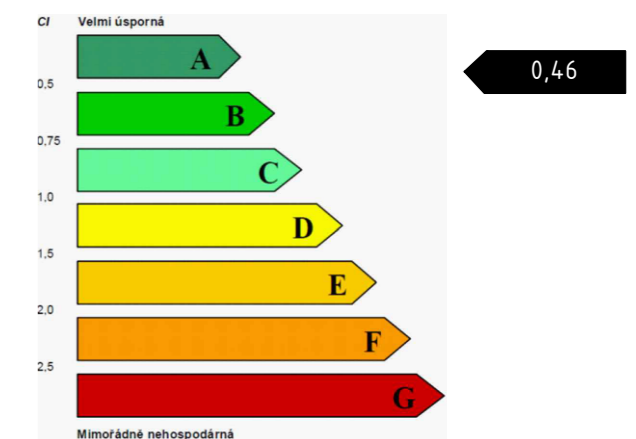 CI Velmi úsporná
A
0,46
0,5
B
0,75
C
1,0
D
1,5
E
2,0
F
2,5
G
Mimořádně nehospodárná